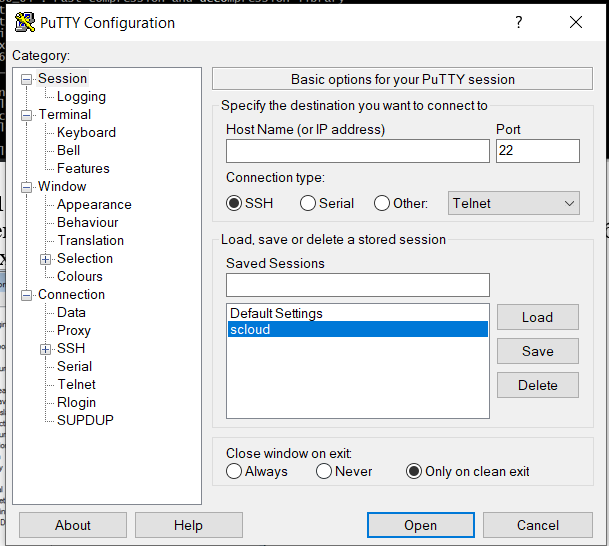 PuTTY Configuration
?
Category:
Session
Logging
Terminal
Keyboard
Bell
Features
Window
Appearance
Behaviour
Translation
Selection
Colours
Connection
Data
Proxy
SSH
Serial
Telnet
Rlogin
SUPDUP
Basic options for your PuTTY session
Specify the destination you want to connect to
Host Name (or IP address) Port
22
Connection type:
SSH Serial Other: Telnet
Load, save or delete a stored session
Saved Sessions
Default Settings
scloud
Load
Save
Delete
Close window on exit:
Always Never Only on clean exit
About Help Open Cancel